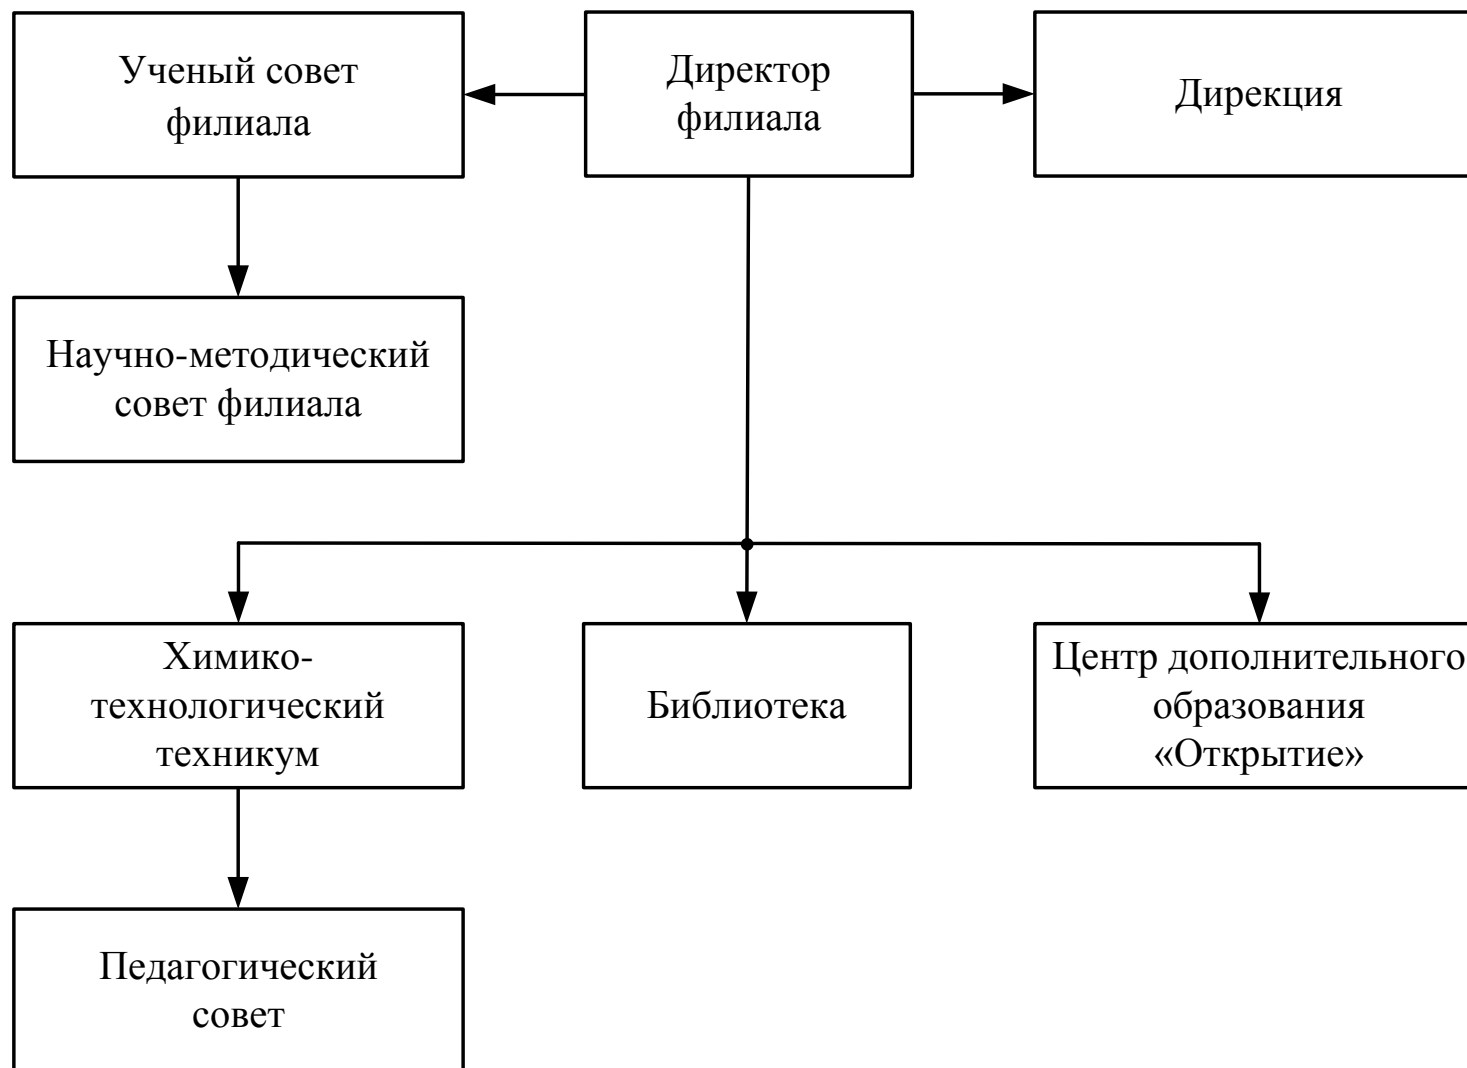 Ученый совет
филиала
Директор
филиала
Дирекция
Научно-методический
совет филиала
Химико-
технологический
техникум
Библиотека
Центр дополнительного
образования
«Открытие»
Педагогический
совет